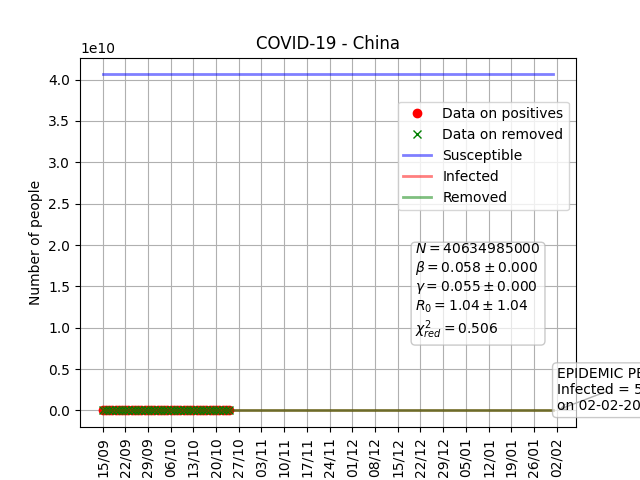 COVID-19 - China
1e10
4.0
3.5
3.0
2.5
2.0
1.5
1.0
0.5
0.0
Number of people
Data on positives
Data on removed
Susceptible
Infected
Removed
N = 40634985000
β = 0.058 ± 0.000
γ = 0.055 ± 0.000
R₀ = 1.04 ± 1.04
χ²red = 0.506
EPIDEMIC PE
Infected = 5
on 02-02-20
15/09
22/09
29/09
06/10
13/10
20/10
27/10
03/11
10/11
17/11
24/11
01/12
08/12
15/12
22/12
29/12
05/01
12/01
19/01
26/01
02/02